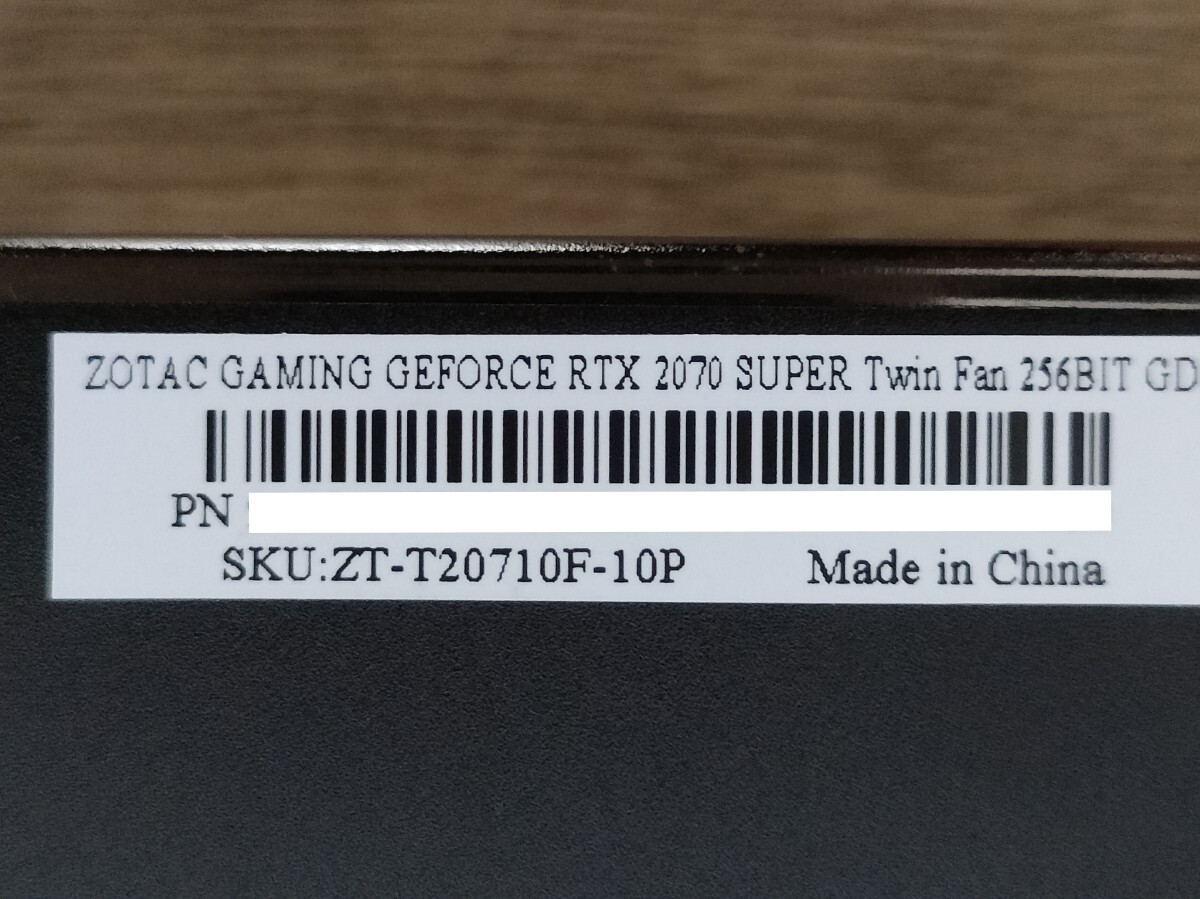 ZOTAC GAMING GEFORCE RTX 2070 SUPER Twin Fan 256BIT GD
PN
SKU:ZT-T20710F-10P Made in China